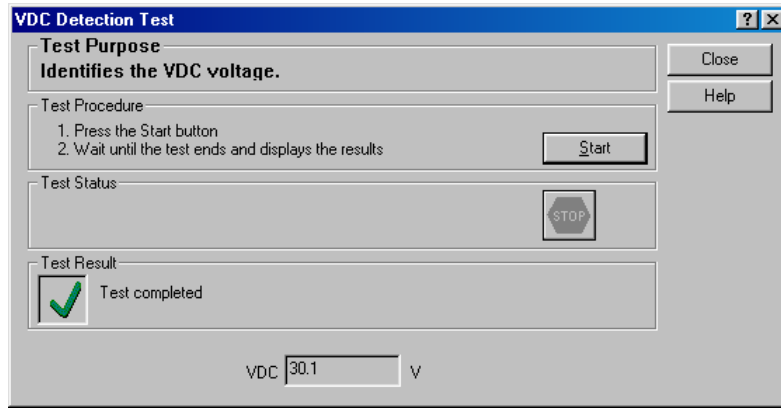 VDC Detection Test
Test Purpose
Identifies the VDC voltage.
Close
Help
Test Procedure
1. Press the Start button
2. Wait until the test ends and displays the results
Start
Test Status
STOP
Test Result
Test completed
VDC 30.1 V